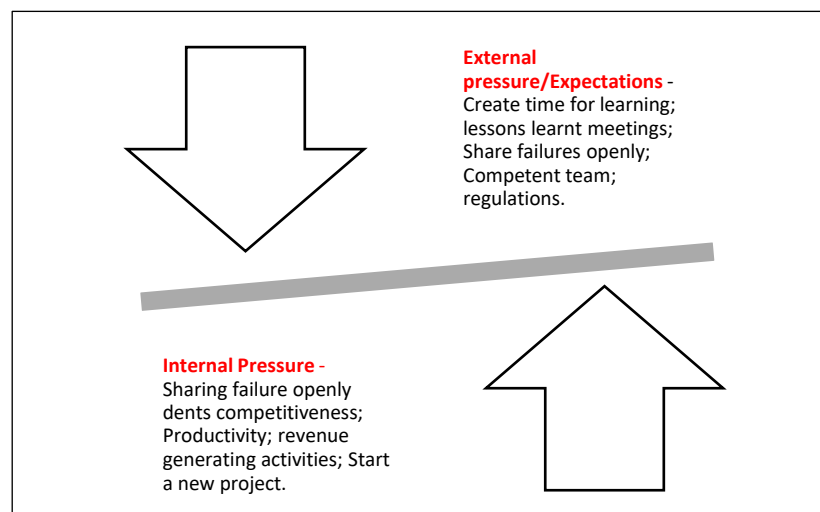 External
pressure/Expectations -
Create time for learning;
lessons learnt meetings;
Share failures openly;
Competent team;
regulations.
Internal Pressure -
Sharing failure openly
dents competitiveness;
Productivity; revenue
generating activities; Start
a new project.